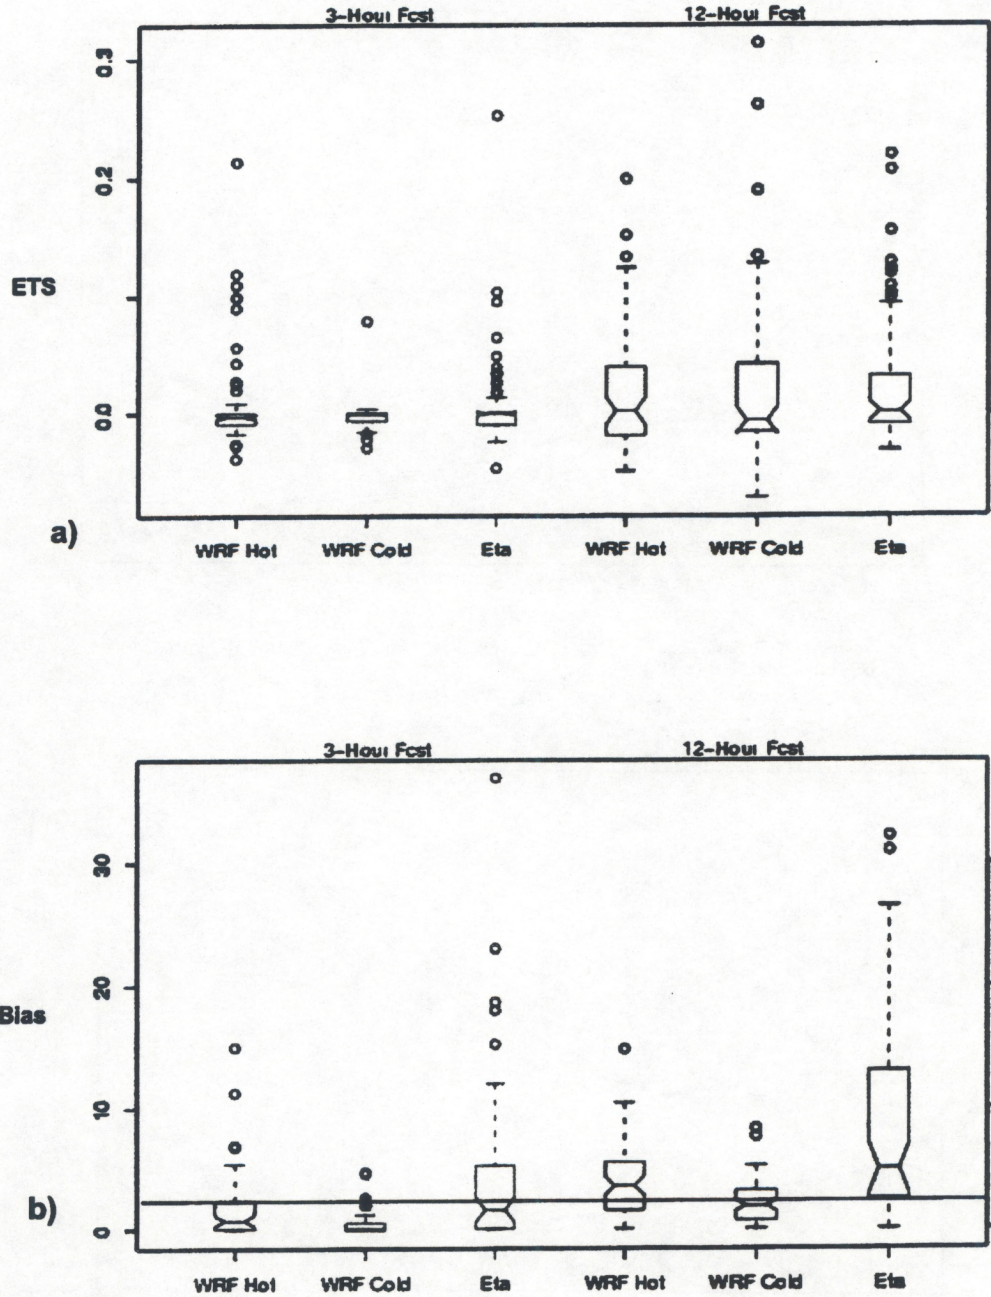 3-Hour Fcst 12-Hour Fcst
0.3
0.2
ETS
0.0
a)
WRF Hot WRF Cold Eta WRF Hot WRF Cold Eta
3-Hour Fcst 12-Hour Fcst
30
20
Bias
10
b)
0
WRF Hot WRF Cold Eta WRF Hot WRF Cold Eta